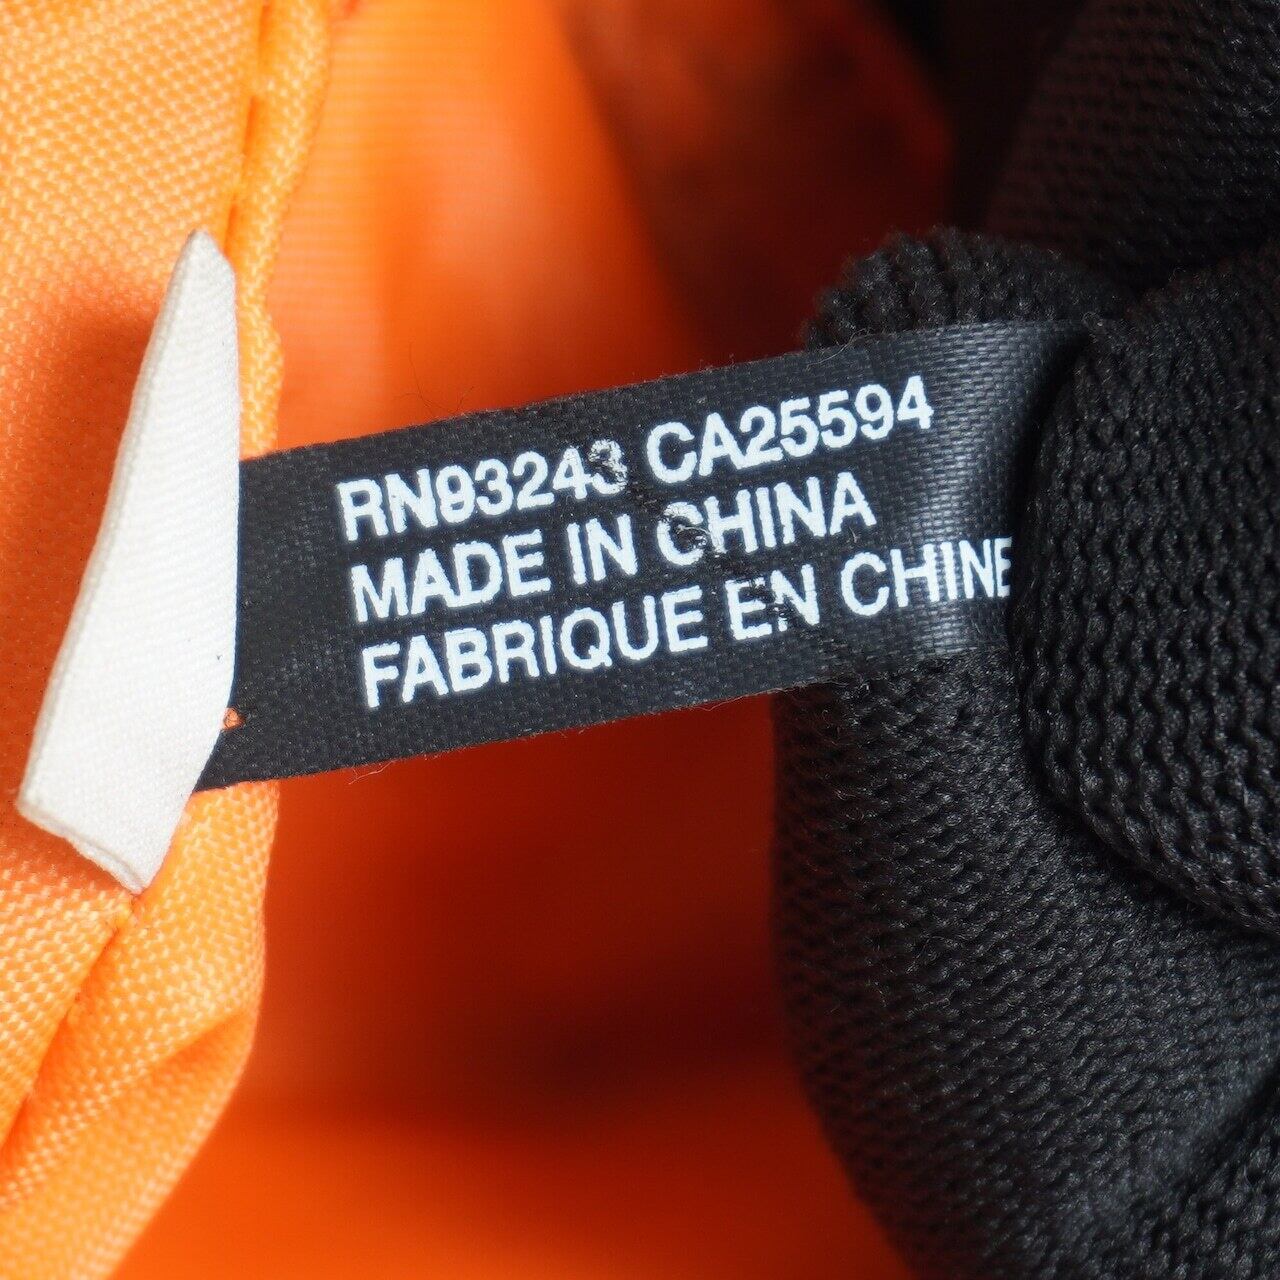 RN93243 CA25594
MADE IN CHINA
FABRIQUE EN CHINE